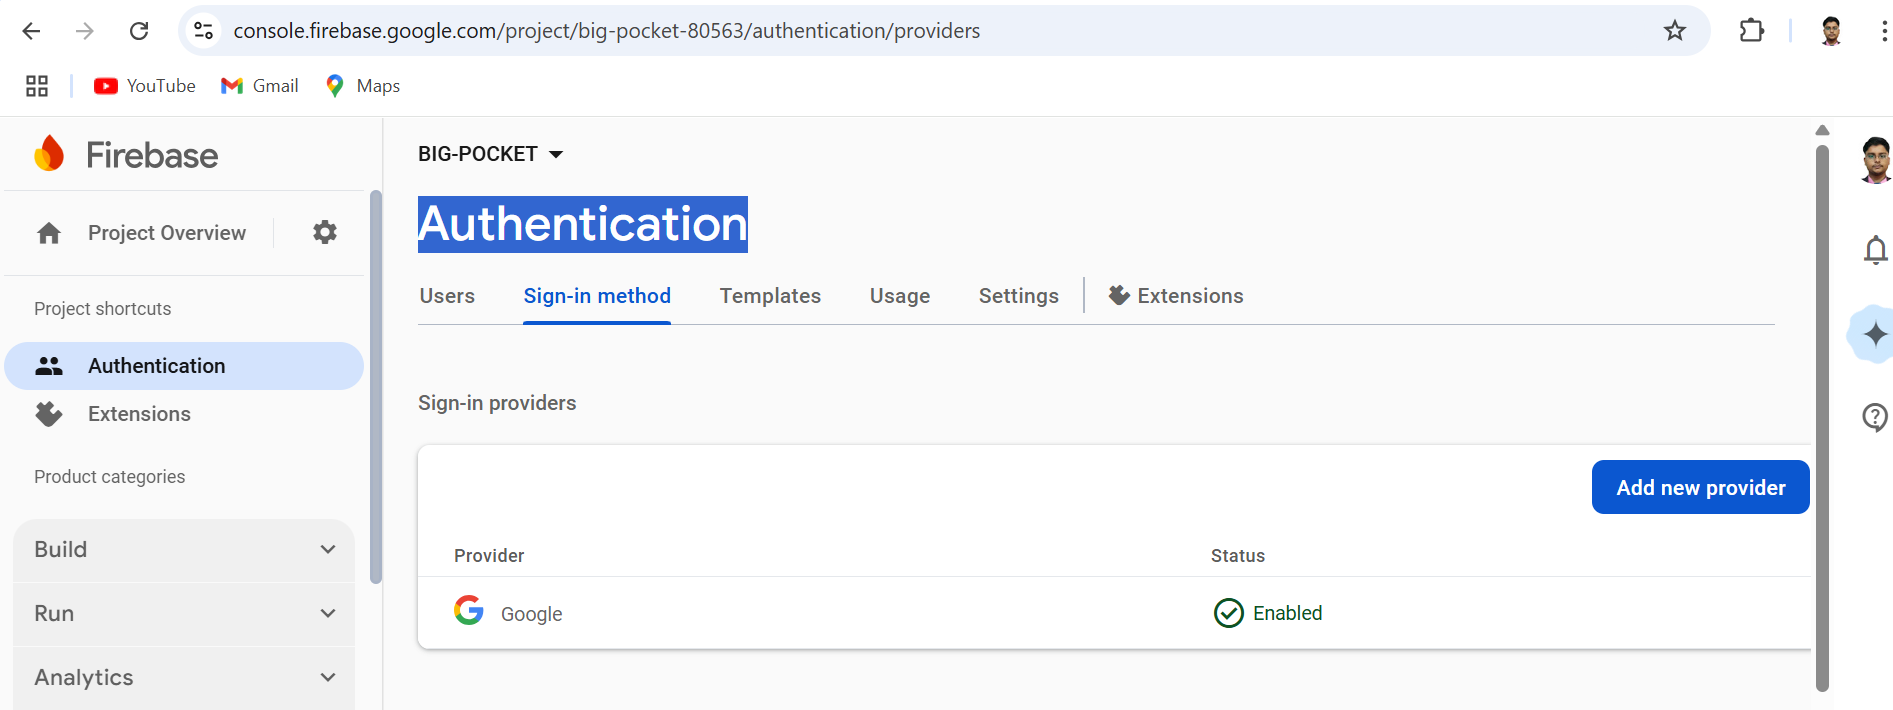 console.firebase.google.com/project/big-pocket-80563/authentication/providers
YouTube Gmail Maps
Firebase
Project Overview
Project shortcuts
Authentication
Extensions
Product categories
Build
Run
Analytics
BIG-POCKET
Authentication
Users Sign-in method Templates Usage Settings Extensions
Sign-in providers
Add new provider
Provider Status
Google Enabled